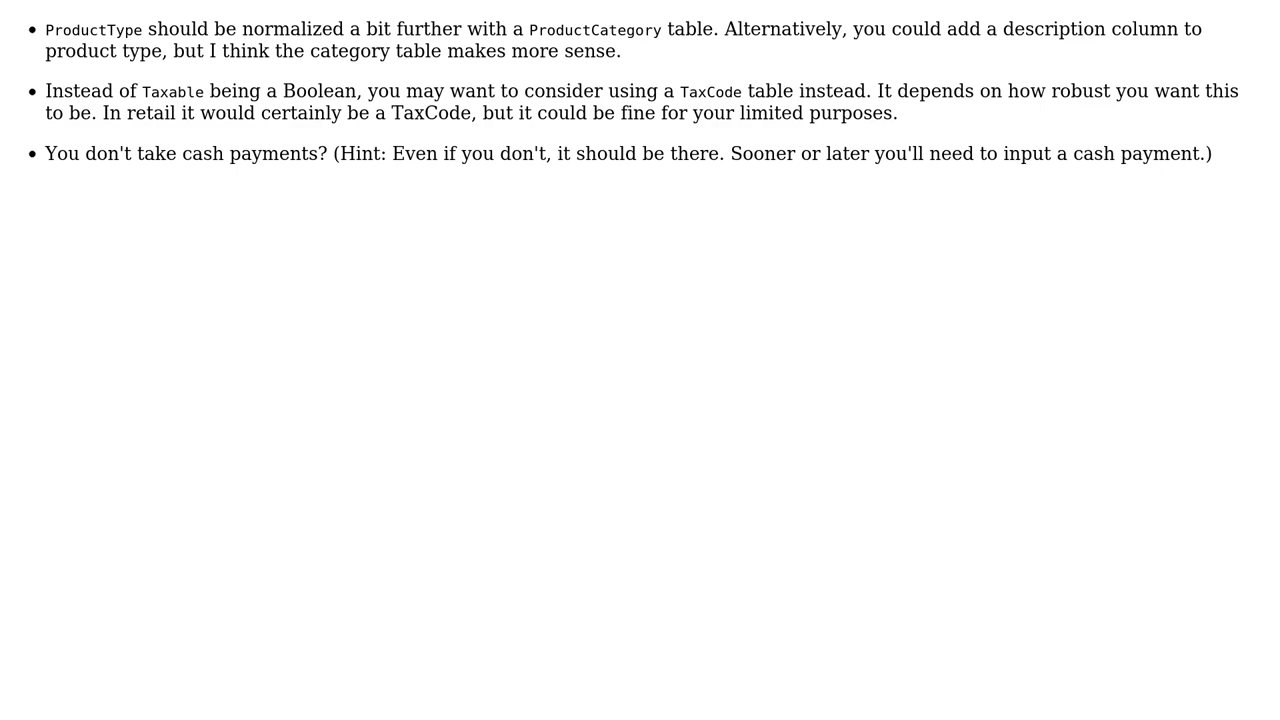 • ProductType should be normalized a bit further with a ProductCategory table. Alternatively, you could add a description column to
product type, but I think the category table makes more sense.
• Instead of Taxable being a Boolean, you may want to consider using a TaxCode table instead. It depends on how robust you want this
to be. In retail it would certainly be a TaxCode, but it could be fine for your limited purposes.
• You don't take cash payments? (Hint: Even if you don't, it should be there. Sooner or later you'll need to input a cash payment.)